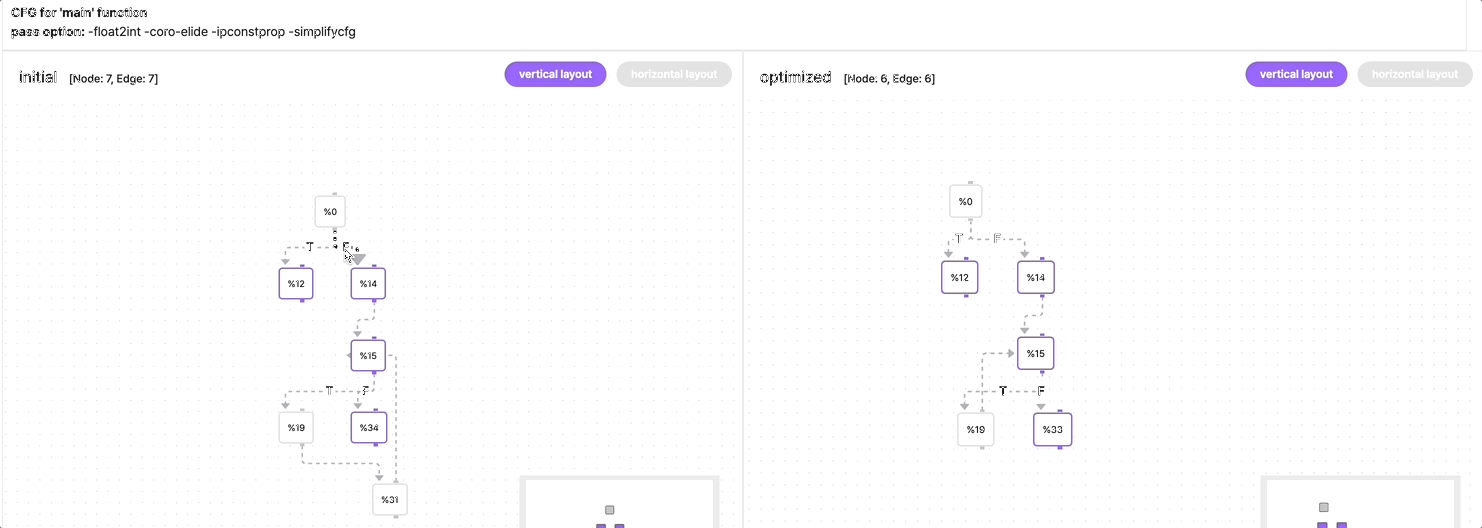 CFG for 'main' function
pass option: -float2int -coro-elide -ipconstprop -simplifycfg
initial [Node: 7, Edge: 7] vertical layout horizontal layout
%0
T F
%12 %14
%15
T F
%19 %34
%31
optimized [Node: 6, Edge: 6] vertical layout horizontal layout
%0
T F
%12 %14
%15
T F
%19 %33